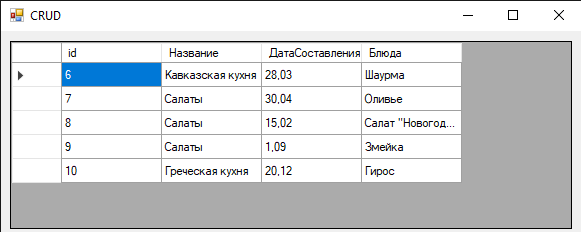 CRUD
id Название ДатаСоставления Блюда
6 Кавказская кухня 28,03 Шаурма
7 Салаты 30,04 Оливье
8 Салаты 15,02 Салат "Новогод...
9 Салаты 1,09 Змейка
10 Греческая кухня 20,12 Гирос